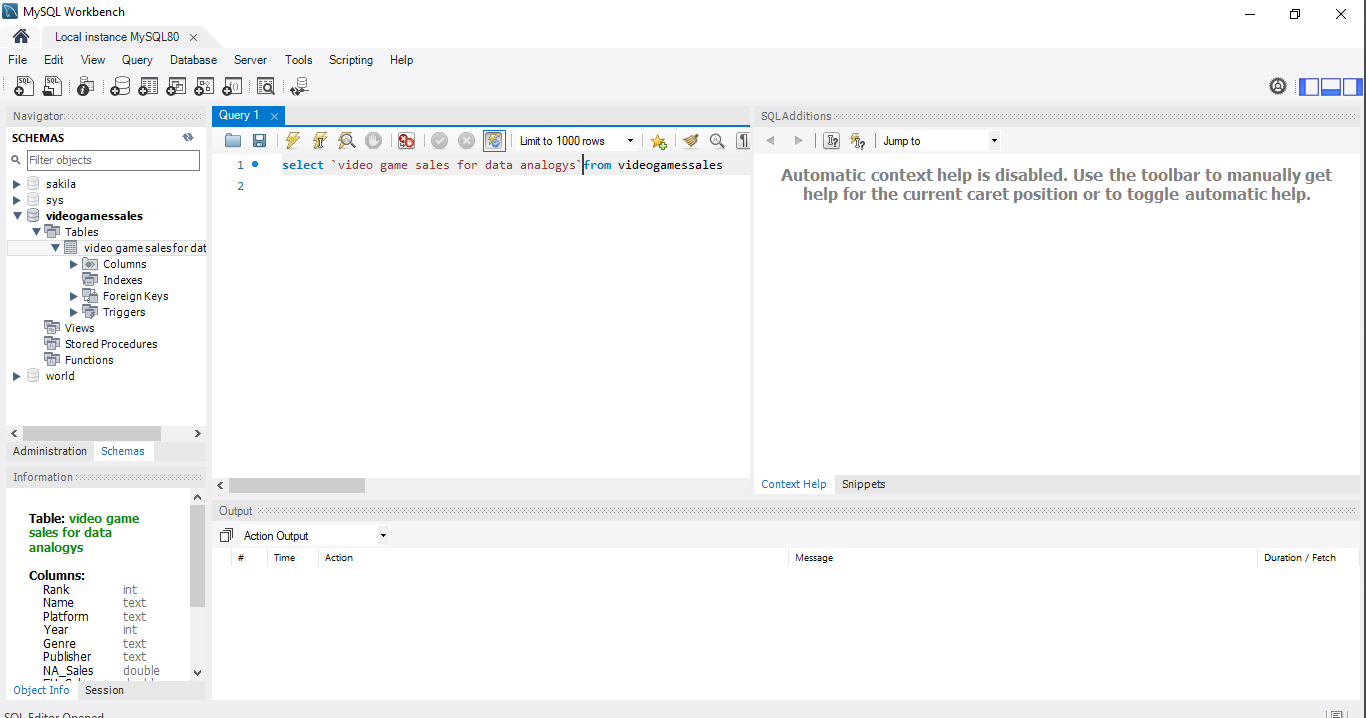 MySQL Workbench
Local instance MySQL80
File Edit View Query Database Server Tools Scripting Help
Navigator
SCHEMAS
Filter objects
sakila
sys
videogamessales
Tables
video game sales for dat
Columns
Indexes
Foreign Keys
Triggers
Views
Stored Procedures
Functions
world
Administration Schemas
Information
Table: video game
sales for data
analogys
Columns:
Rank int
Name text
Platform text
Year int
Genre text
Publisher text
NA_Sales double
Object Info Session
SQL Editor Opened.
Query 1
Limit to 1000 rows
1 select `video game sales for data analogys`from videogamessales
2
SQLAdditions
Jump to
Automatic context help is disabled. Use the toolbar to manually get
help for the current caret position or to toggle automatic help.
Context Help Snippets
Output
Action Output
# Time Action Message Duration / Fetch